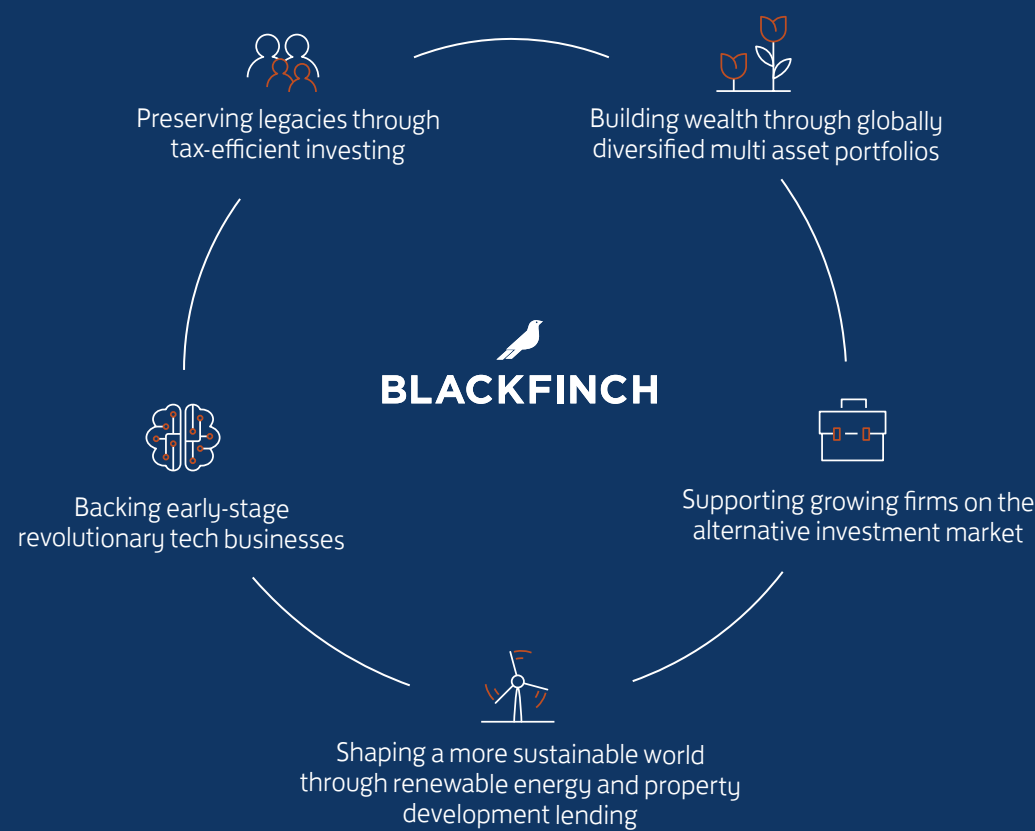 Preserving legacies through
tax-efficient investing
Building wealth through globally
diversified multi asset portfolios
BLACKFINCH
Backing early-stage
revolutionary tech businesses
Supporting growing firms on the
alternative investment market
Shaping a more sustainable world
through renewable energy and property
development lending